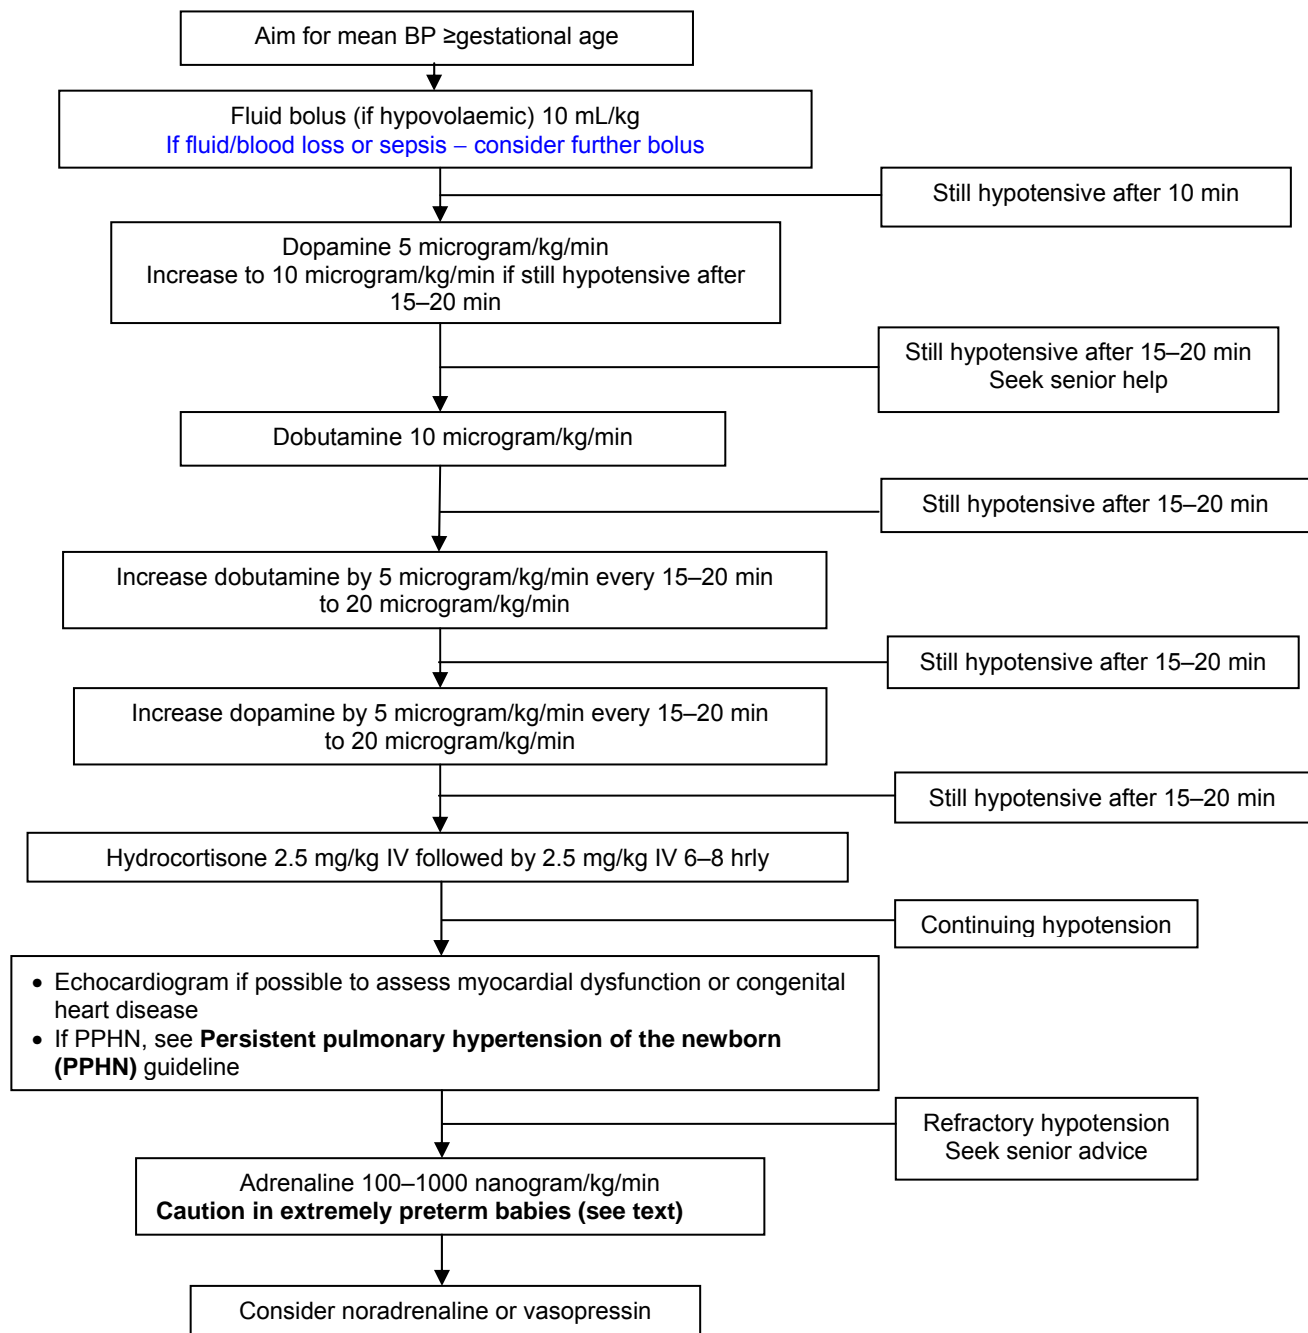 Aim for mean BP ≥gestational age
Fluid bolus (if hypovolaemic) 10 mL/kg
If fluid/blood loss or sepsis – consider further bolus
Still hypotensive after 10 min
Dopamine 5 microgram/kg/min
Increase to 10 microgram/kg/min if still hypotensive after
15–20 min
Still hypotensive after 15–20 min
Seek senior help
Dobutamine 10 microgram/kg/min
Still hypotensive after 15–20 min
Increase dobutamine by 5 microgram/kg/min every 15–20 min
to 20 microgram/kg/min
Still hypotensive after 15–20 min
Increase dopamine by 5 microgram/kg/min every 15–20 min
to 20 microgram/kg/min
Still hypotensive after 15–20 min
Hydrocortisone 2.5 mg/kg IV followed by 2.5 mg/kg IV 6–8 hrly
Continuing hypotension
• Echocardiogram if possible to assess myocardial dysfunction or congenital
heart disease
• If PPHN, see Persistent pulmonary hypertension of the newborn
(PPHN) guideline
Refractory hypotension
Seek senior advice
Adrenaline 100–1000 nanogram/kg/min
Caution in extremely preterm babies (see text)
Consider noradrenaline or vasopressin